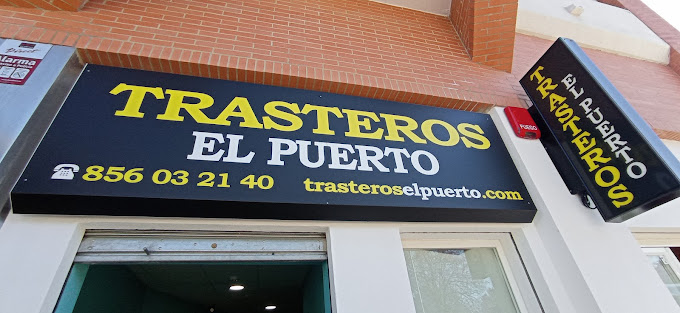 alarma
TRASTEROS
EL PUERTO
856 03 21 40
trasteroselpuerto.com
FUEGO
TRASTEROS
EL PUERTO